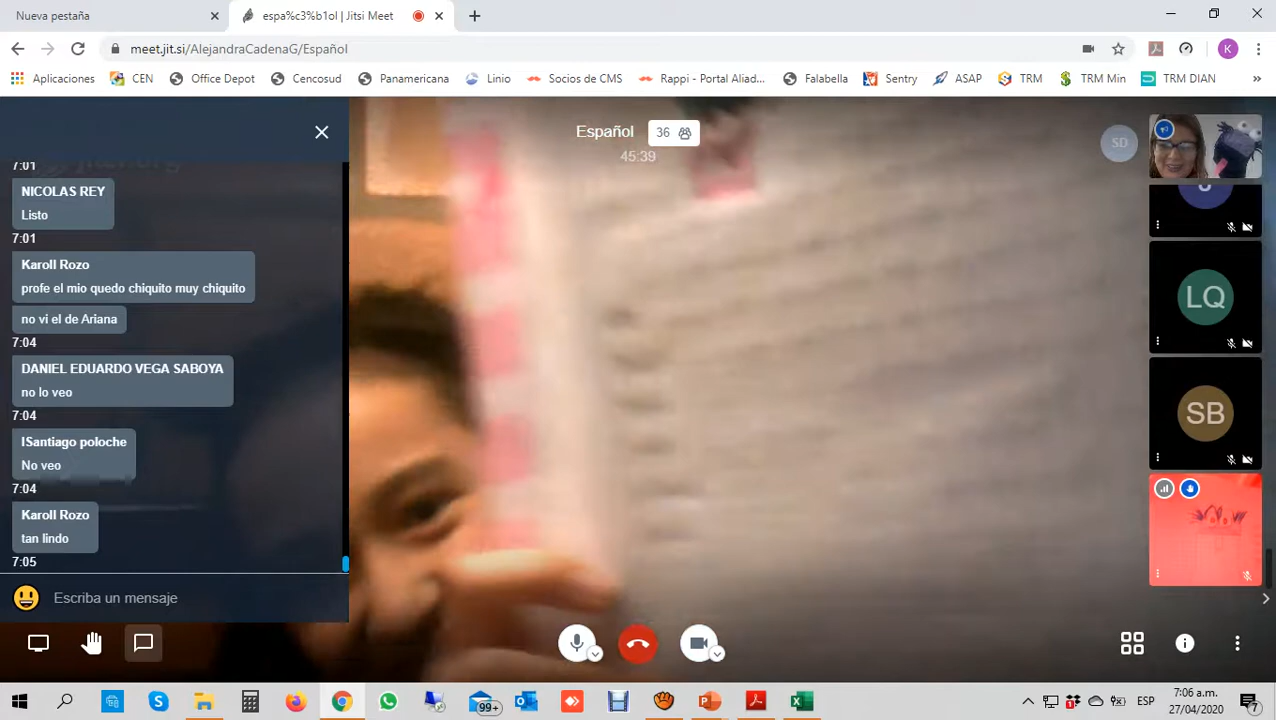 Nueva pestaña
espa%c3%b1ol | Jitsi Meet
meet.jit.si/AlejandraCadenaG/Español
K
Aplicaciones
CEN
Office Depot
Cencosud
Panamericana
Linio
Socios de CMS
Rappi - Portal Aliad...
Falabella
Sentry
ASAP
TRM
TRM Min
TRM DIAN
»
Español
36
45:39
SD
7:01
NICOLAS REY
Listo
7:01
Karoll Rozo
profe el mio quedo chiquito muy chiquito
no vi el de Ariana
7:04
DANIEL EDUARDO VEGA SABOYA
no lo veo
7:04
ISantiago poloche
No veo
7:04
Karoll Rozo
tan lindo
7:05
Escriba un mensaje
J
LQ
SB
99+
ESP
7:06 a.m.
27/04/2020
7